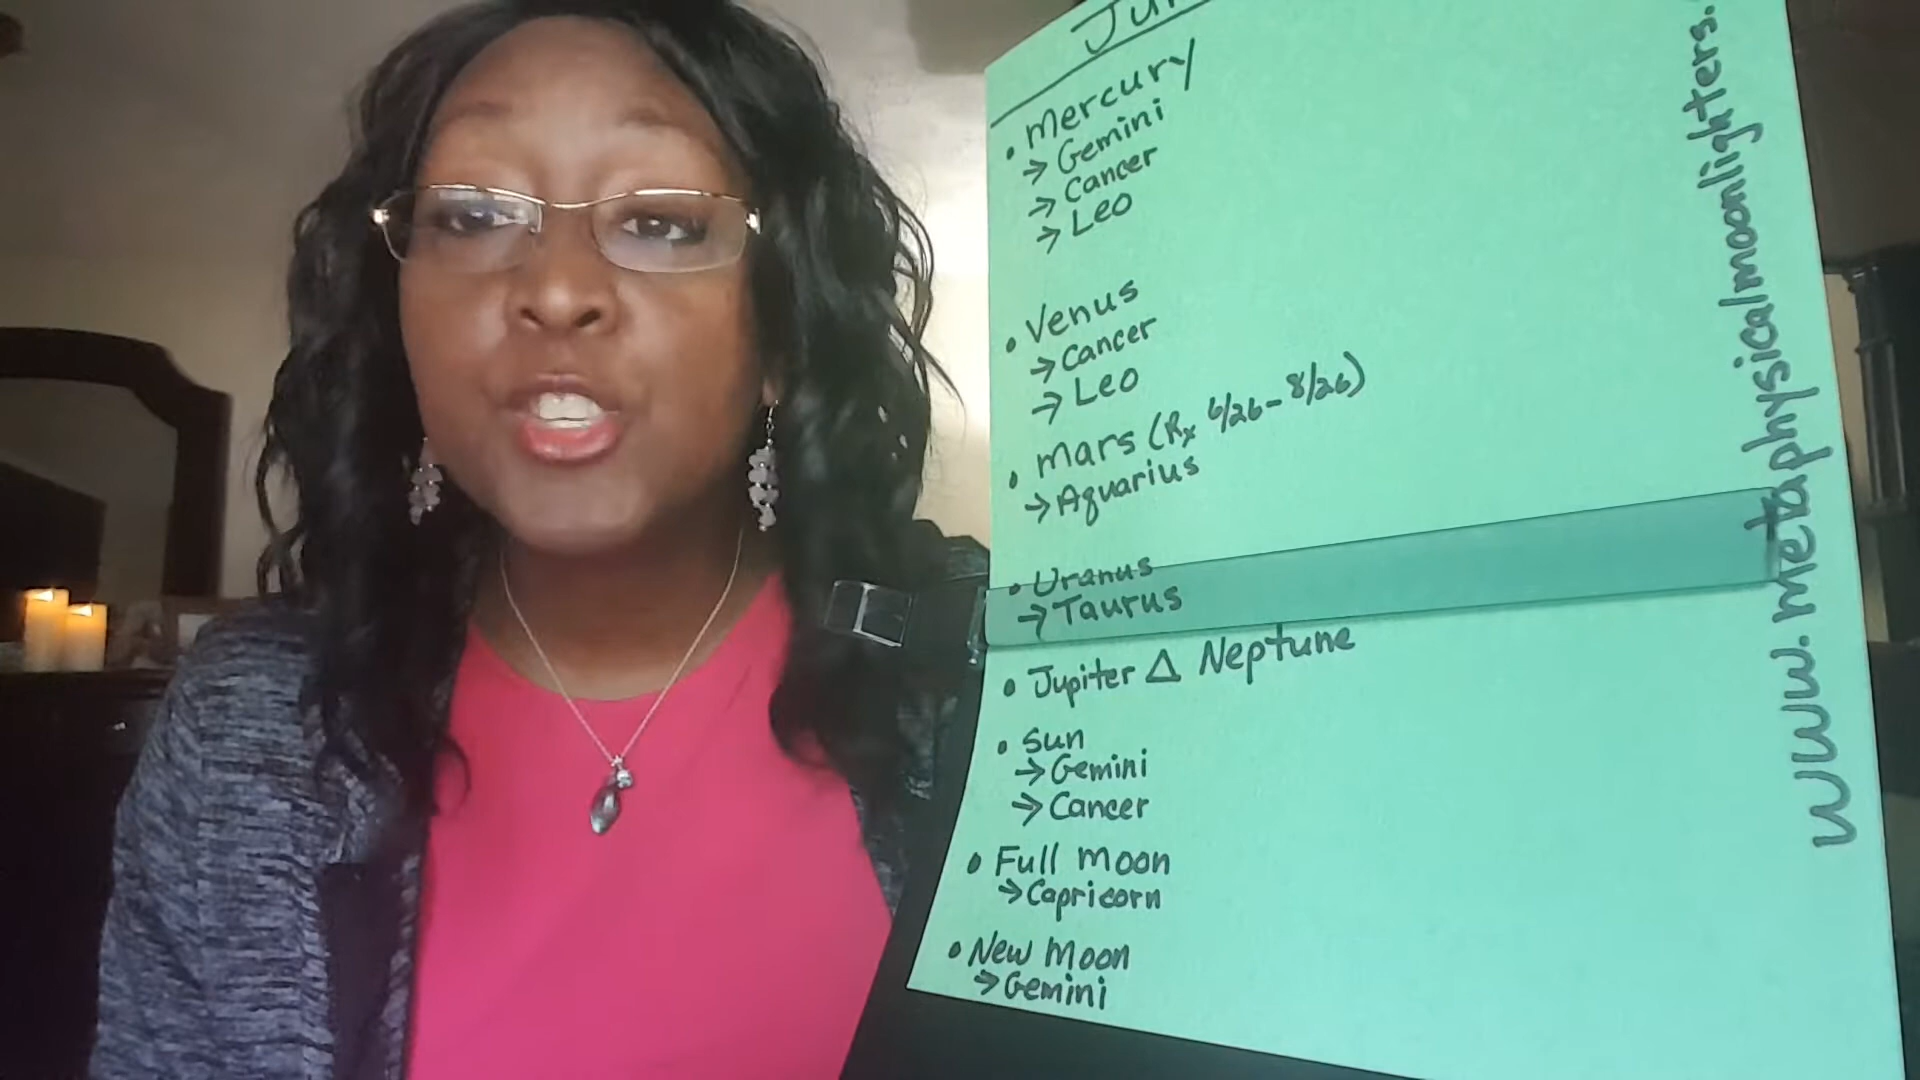 Jun
• Mercury
→ Gemini
→ Cancer
→ Leo
• Venus
→ Cancer
→ Leo
• Mars (Rx 6/26-8/26)
→ Aquarius
• Uranus
→ Taurus
• Jupiter △ Neptune
• Sun
→ Gemini
→ Cancer
• Full Moon
→ Capricorn
• New Moon
→ Gemini
www.metaphysicalmoonlighters.